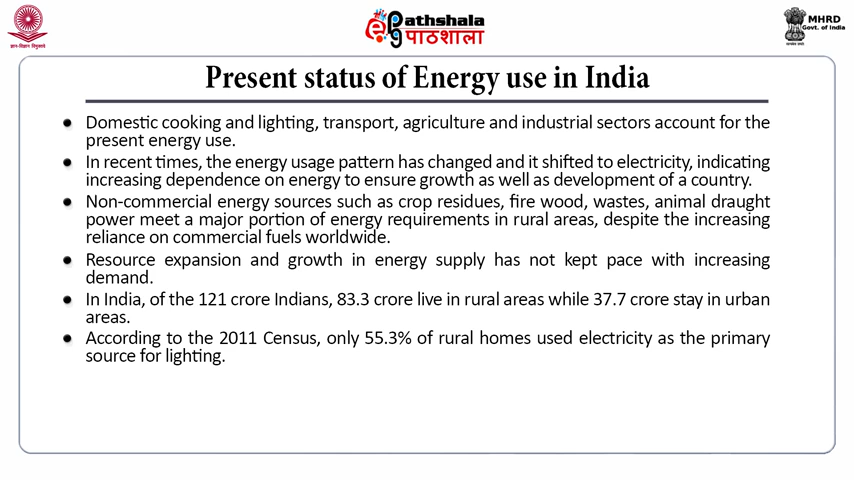 ePathshala
पाठशाला
MHRD
Govt. of India
Present status of Energy use in India
Domestic cooking and lighting, transport, agriculture and industrial sectors account for the
present energy use.
In recent times, the energy usage pattern has changed and it shifted to electricity, indicating
increasing dependence on energy to ensure growth as well as development of a country.
Non-commercial energy sources such as crop residues, fire wood, wastes, animal draught
power meet a major portion of energy requirements in rural areas, despite the increasing
reliance on commercial fuels worldwide.
Resource expansion and growth in energy supply has not kept pace with increasing
demand.
In India, of the 121 crore Indians, 83.3 crore live in rural areas while 37.7 crore stay in urban
areas.
According to the 2011 Census, only 55.3% of rural homes used electricity as the primary
source for lighting.